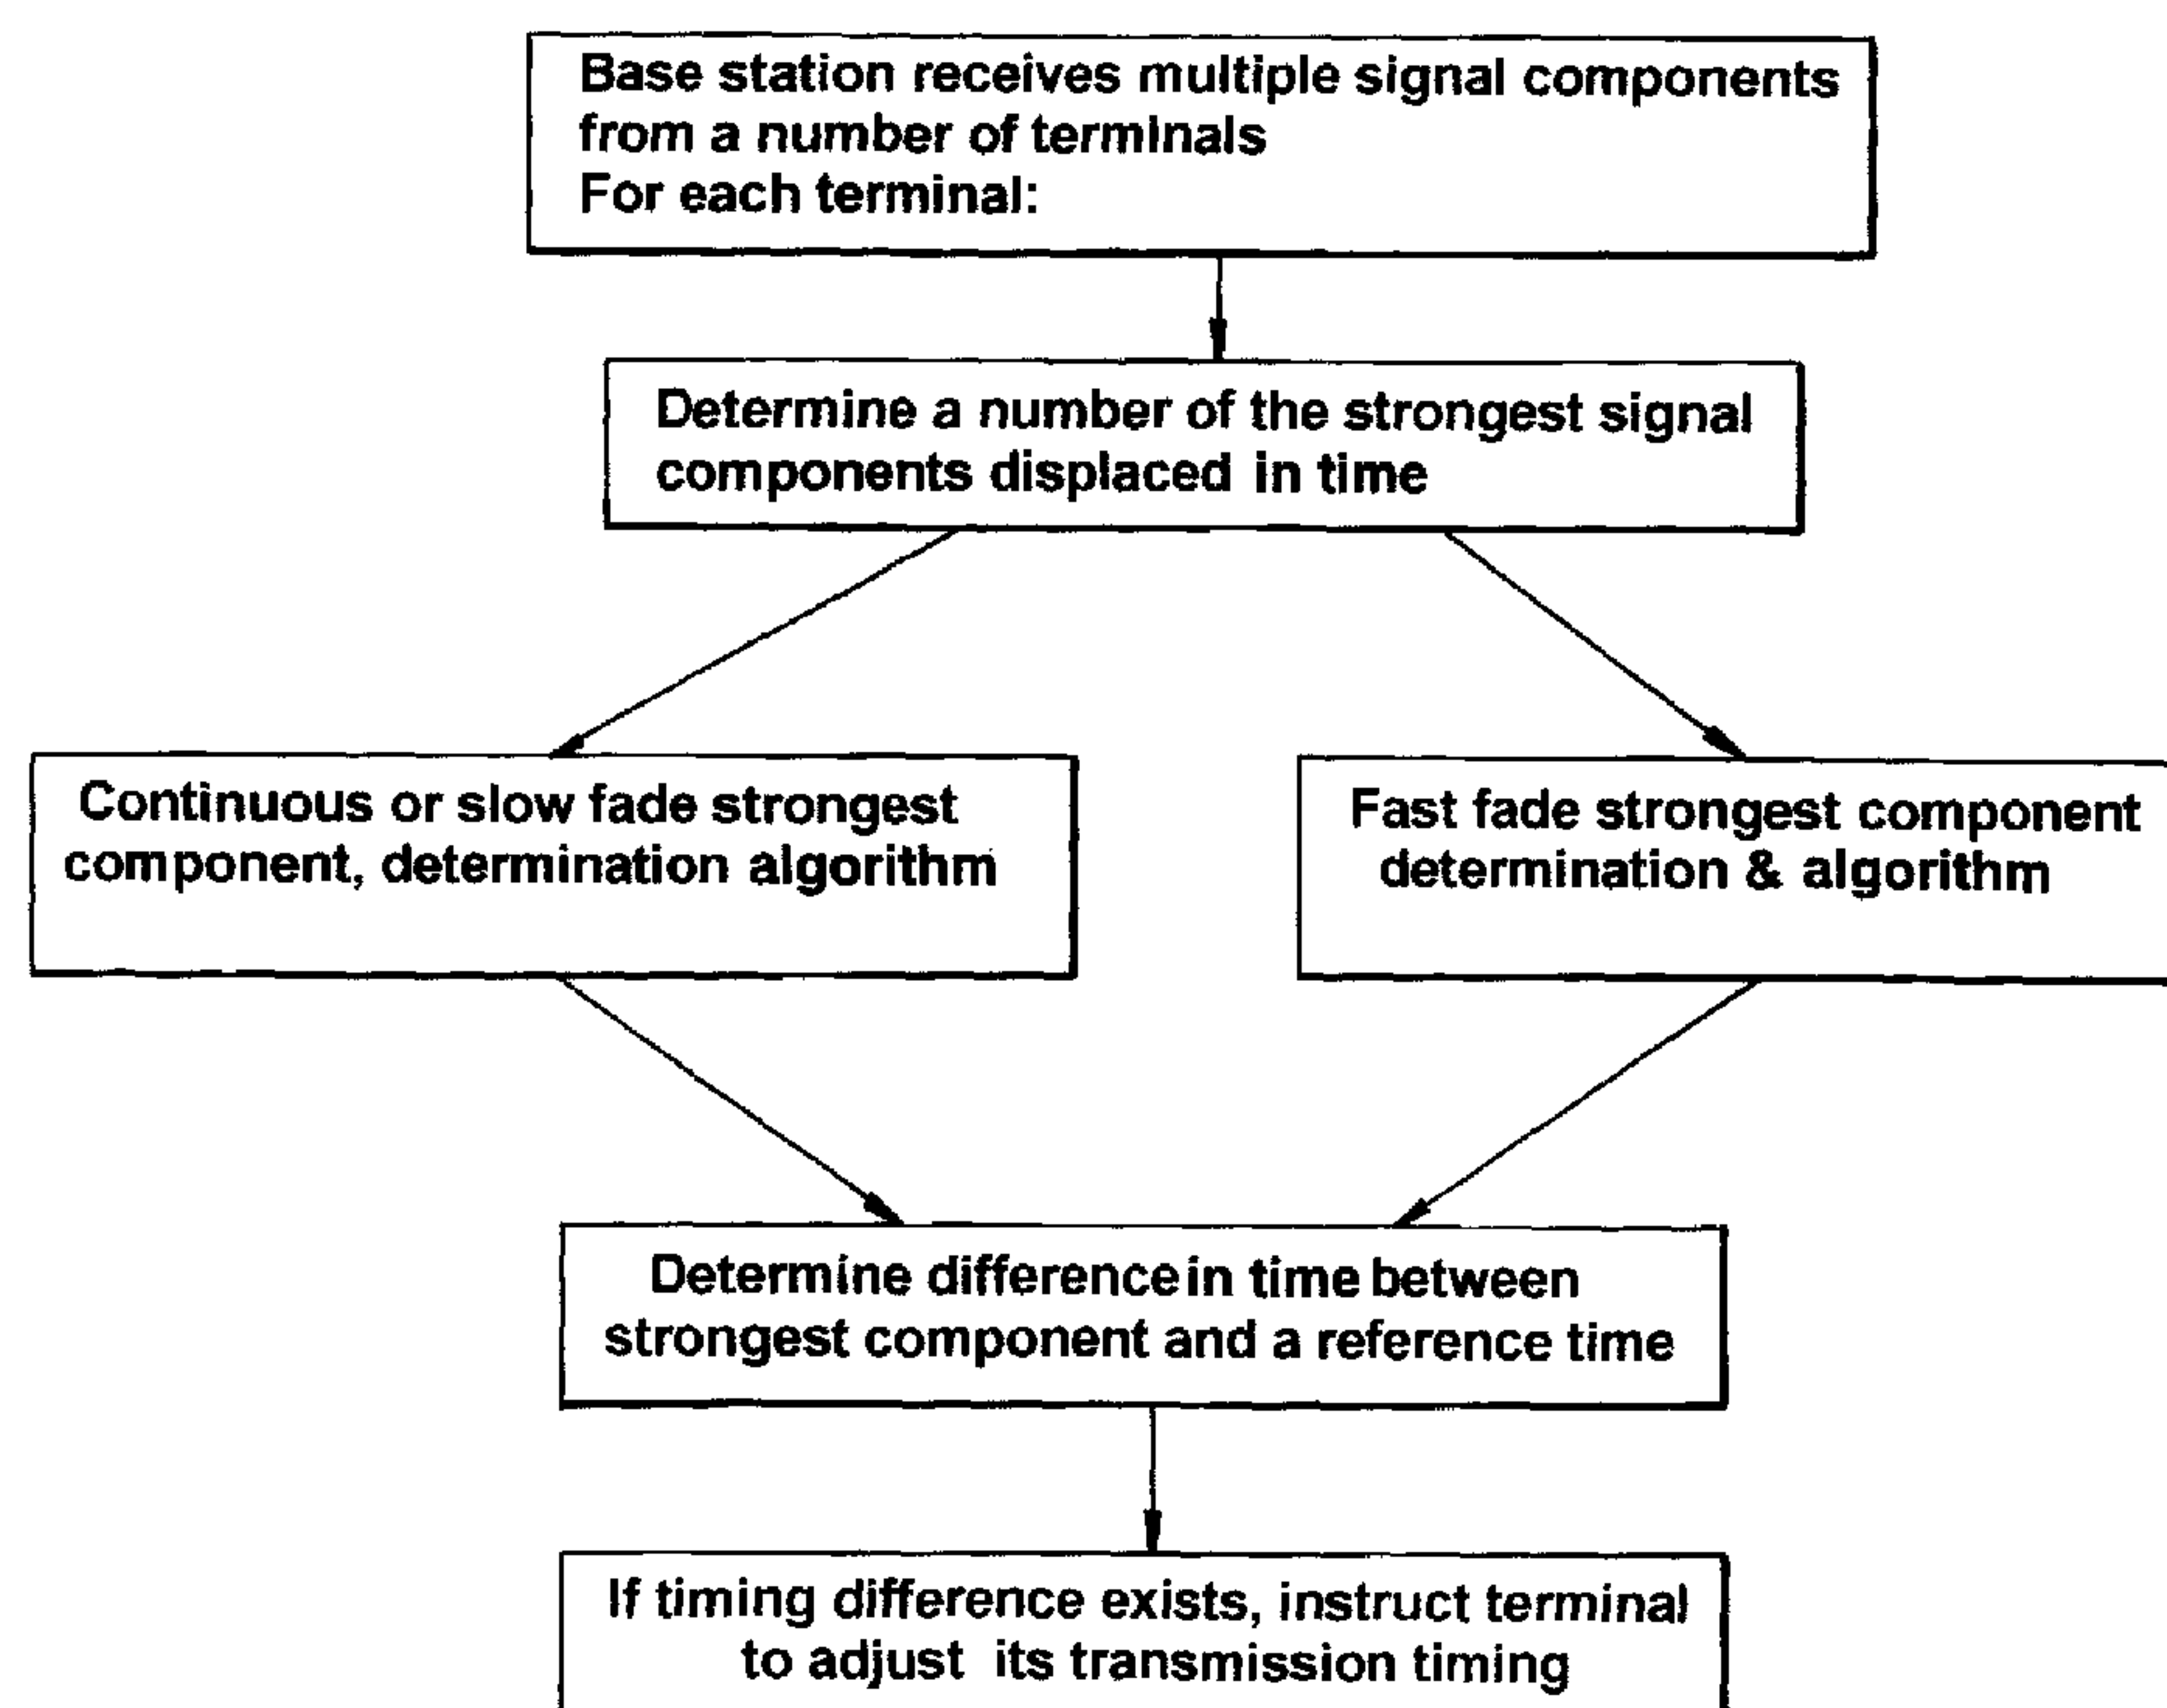 Base station receives multiple signal components
from a number of terminals
For each terminal:
Determine a number of the strongest signal
components displaced in time
Continuous or slow fade strongest
component, determination algorithm
Fast fade strongest component
determination & algorithm
Determine difference in time between
strongest component and a reference time
If timing difference exists, instruct terminal
to adjust its transmission timing